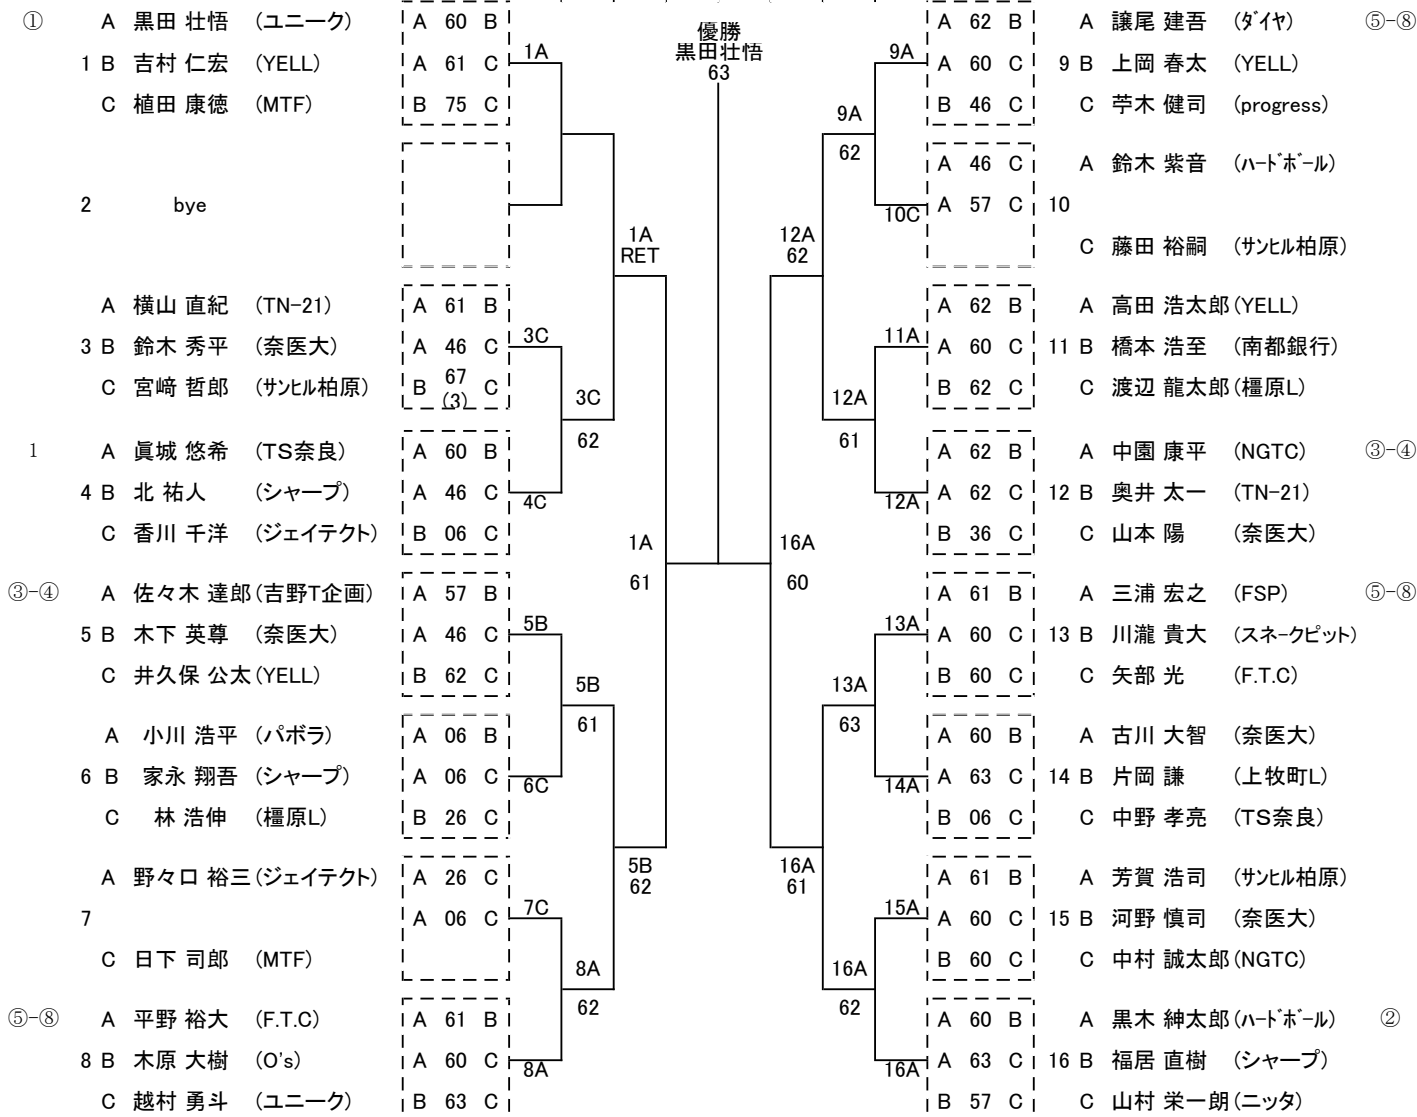 ① A 黒田 壮悟 (ユニーク) A 60 B
1 B 吉村 仁宏 (YELL) A 61 C 1A
C 植田 康徳 (MTF) B 75 C
2 bye
A 横山 直紀 (TN-21) A 61 B
3 B 鈴木 秀平 (奈医大) A 46 C 3C
C 宮﨑 哲郎 (サンヒル柏原) B 67 (3) C
3C
62
1 A 眞城 悠希 (TS奈良) A 60 B
4 B 北 祐人 (シャープ) A 46 C 4C
C 香川 千洋 (ジェイテクト) B 06 C
1A
RET
③-④ A 佐々木 達郎 (吉野T企画) A 57 B
5 B 木下 英尊 (奈医大) A 46 C 5B
C 井久保 公太 (YELL) B 62 C
5B
61
A 小川 浩平 (パボラ) A 06 B
6 B 家永 翔吾 (シャープ) A 06 C 6C
C 林 浩伸 (橿原L) B 26 C
1A
61
A 野々口 裕三 (ジェイテクト) A 26 C
7 A 06 C 7C
C 日下 司郎 (MTF)
5B
62
8A
62
⑤-⑧ A 平野 裕大 (F.T.C) A 61 B
8 B 木原 大樹 (O's) A 60 C 8A
C 越村 勇斗 (ユニーク) B 63 C
優勝
黒田壮悟
63
A 62 B A 譲尾 建吾 (ダイヤ) ⑤-⑧
9A A 60 C 9 B 上岡 春太 (YELL)
B 46 C C 苧木 健司 (progress)
9A
62
A 46 C A 鈴木 紫音 (ハードボール)
10C A 57 C 10
C 藤田 裕嗣 (サンヒル柏原)
12A
62
A 62 B A 高田 浩太郎 (YELL)
11A A 60 C 11 B 橋本 浩至 (南都銀行)
B 62 C C 渡辺 龍太郎 (橿原L)
12A
61
A 62 B A 中園 康平 (NGTC) ③-④
12A A 62 C 12 B 奥井 太一 (TN-21)
B 36 C C 山本 陽 (奈医大)
16A
60
A 61 B A 三浦 宏之 (FSP) ⑤-⑧
13A A 60 C 13 B 川瀧 貴大 (スネークピット)
B 60 C C 矢部 光 (F.T.C)
13A
63
A 60 B A 古川 大智 (奈医大)
14A A 63 C 14 B 片岡 謙 (上牧町L)
B 06 C C 中野 孝亮 (TS奈良)
16A
61
A 61 B A 芳賀 浩司 (サンヒル柏原)
15A A 60 C 15 B 河野 慎司 (奈医大)
B 60 C C 中村 誠太郎 (NGTC)
16A
62
A 60 B A 黒木 紳太郎 (ハードボール) ②
16A A 63 C 16 B 福居 直樹 (シャープ)
B 57 C C 山村 栄一朗 (ニッタ)